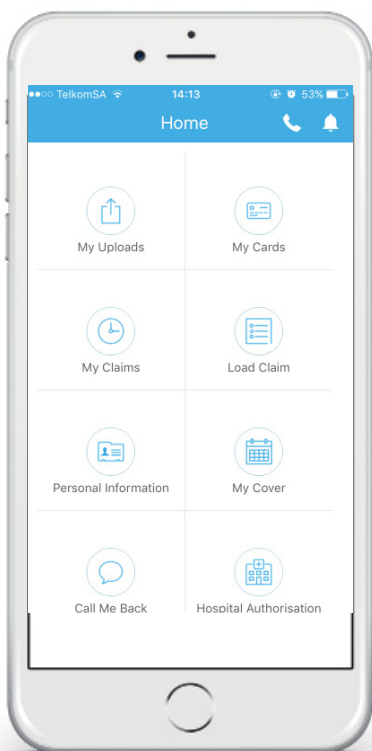 TelkomSA 14:13 53%
Home
My Uploads My Cards
My Claims Load Claim
Personal Information My Cover
Call Me Back Hospital Authorisation